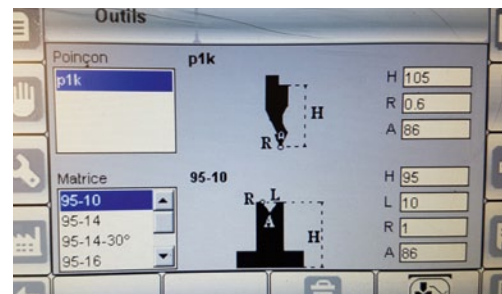 Outils
Poinçon
p1k
p1k
H
R
H 105
R 0.6
A 86
Matrice
95-10
95-14
95-14-30°
95-16
95-10
R L
A
H
H 95
L 10
R 1
A 86